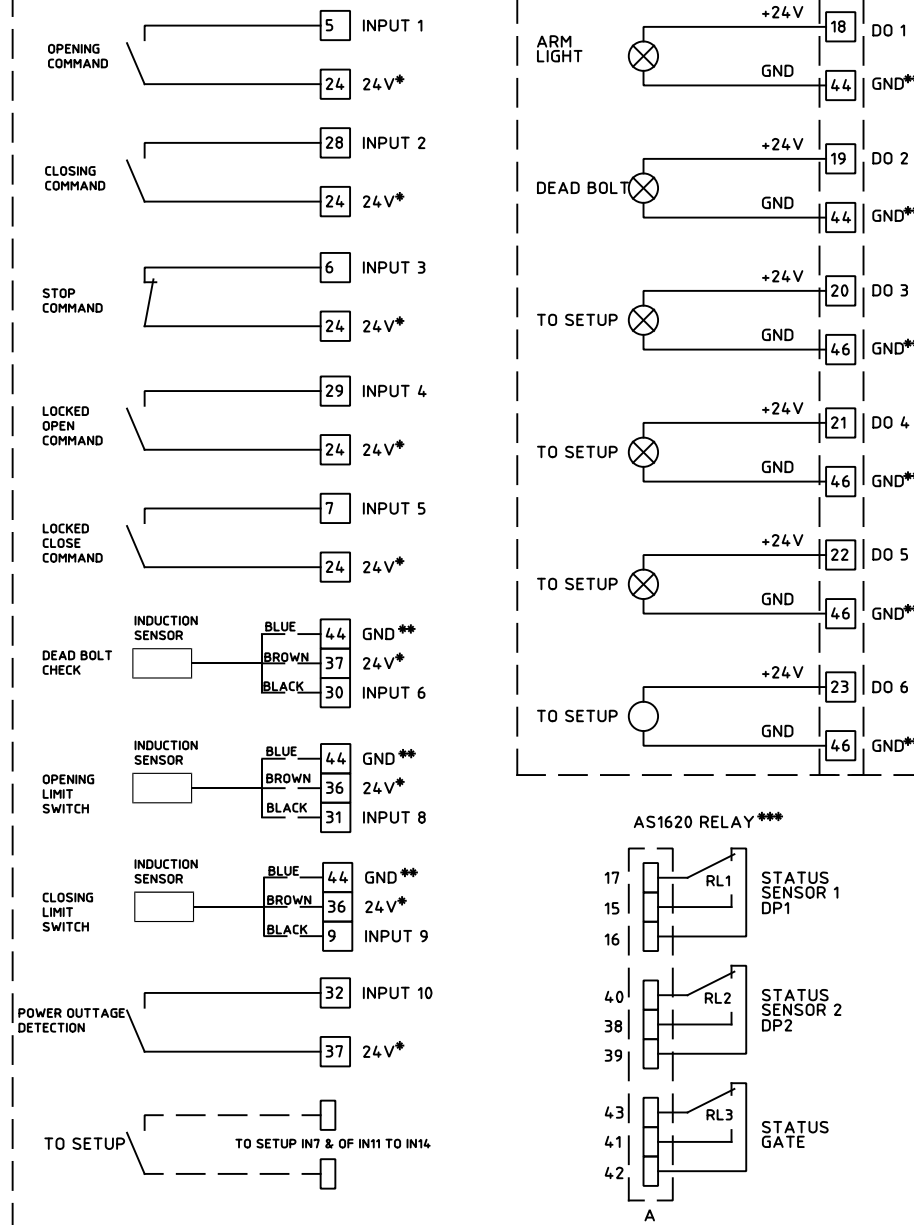 OPENING
COMMAND
5 INPUT 1
24 24V*
CLOSING
COMMAND
28 INPUT 2
24 24V*
STOP
COMMAND
6 INPUT 3
24 24V*
LOCKED
OPEN
COMMAND
29 INPUT 4
24 24V*
LOCKED
CLOSE
COMMAND
7 INPUT 5
24 24V*
DEAD BOLT
CHECK
INDUCTION
SENSOR
BLUE 44 GND**
BROWN 37 24V*
BLACK 30 INPUT 6
OPENING
LIMIT
SWITCH
INDUCTION
SENSOR
BLUE 44 GND**
BROWN 36 24V*
BLACK 31 INPUT 8
CLOSING
LIMIT
SWITCH
INDUCTION
SENSOR
BLUE 44 GND**
BROWN 36 24V*
BLACK 9 INPUT 9
POWER OUTTAGE
DETECTION
32 INPUT 10
37 24V*
TO SETUP
TO SETUP IN7 & OF IN11 TO IN14
ARM
LIGHT
+24V 18 DO 1
GND 44 GND**
DEAD BOLT
+24V 19 DO 2
GND 44 GND**
TO SETUP
+24V 20 DO 3
GND 46 GND**
TO SETUP
+24V 21 DO 4
GND 46 GND**
TO SETUP
+24V 22 DO 5
GND 46 GND**
TO SETUP
+24V 23 DO 6
GND 46 GND**
AS1620 RELAY***
17
15
16
RL1
STATUS
SENSOR 1
DP1
40
38
39
RL2
STATUS
SENSOR 2
DP2
43
41
42
RL3
STATUS
GATE
A